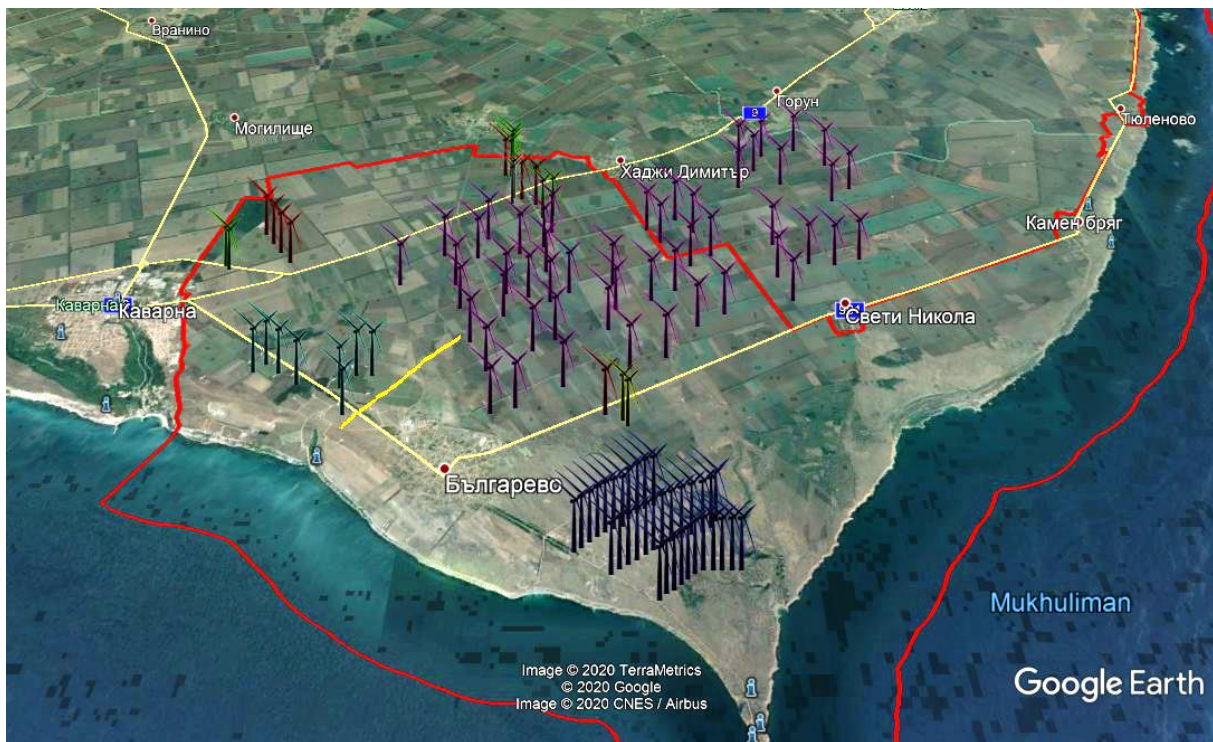 Вранино
Могилище
9
Горун
Тюленово
Хаджи Димитър
Камен бряг
Каварна
Каварна
Свети Никола
Българево
Mukhuliman
Image © 2020 TerraMetrics
© 2020 Google
Image © 2020 CNES / Airbus
Google Earth